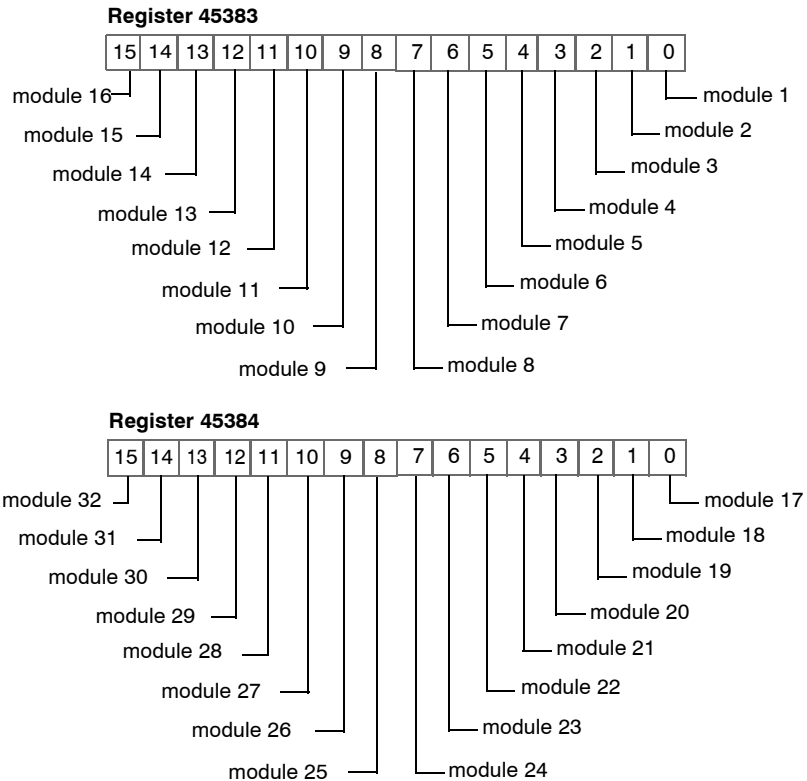 Register 45383
15 14 13 12 11 10 9 8 7 6 5 4 3 2 1 0
module 16 module 1
module 15 module 2
module 14 module 3
module 13 module 4
module 12 module 5
module 11 module 6
module 10 module 7
module 9 module 8
Register 45384
15 14 13 12 11 10 9 8 7 6 5 4 3 2 1 0
module 32 module 17
module 31 module 18
module 30 module 19
module 29 module 20
module 28 module 21
module 27 module 22
module 26 module 23
module 25 module 24